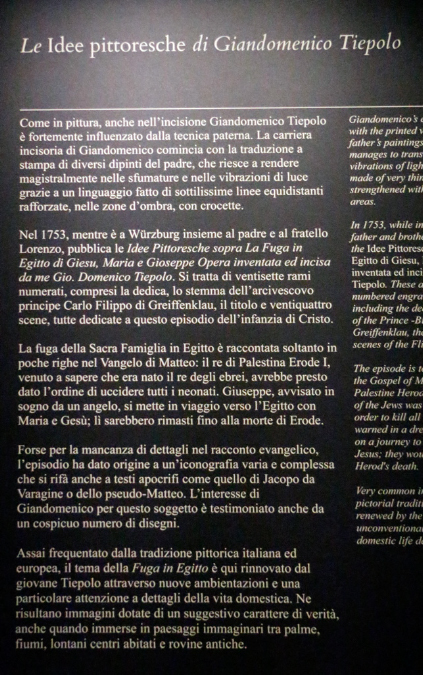 Le Idee pittoresche di Giandomenico Tiepolo
Come in pittura, anche nell'incisione Giandomenico Tiepolo
è fortemente influenzato dalla tecnica paterna. La carriera
incisoria di Giandomenico comincia con la traduzione a
stampa di diversi dipinti del padre, che riesce a rendere
magistralmente nelle sfumature e nelle vibrazioni di luce
grazie a un linguaggio fatto di sottilissime linee equidistanti
rafforzate, nelle zone d'ombra, con crocette.
Nel 1753, mentre è a Würzburg insieme al padre e al fratello
Lorenzo, pubblica le Idee Pittoresche sopra La Fuga in
Egitto di Giesu, Maria e Gioseppe Opera inventata ed incisa
da me Gio. Domenico Tiepolo. Si tratta di ventisette rami
numerati, compresi la dedica, lo stemma dell'arcivescovo
principe Carlo Filippo di Greiffenklau, il titolo e ventiquattro
scene, tutte dedicate a questo episodio dell'infanzia di Cristo.
La fuga della Sacra Famiglia in Egitto è raccontata soltanto in
poche righe nel Vangelo di Matteo: il re di Palestina Erode I,
venuto a sapere che era nato il re degli ebrei, avrebbe presto
dato l'ordine di uccidere tutti i neonati. Giuseppe, avvisato in
sogno da un angelo, si mette in viaggio verso l'Egitto con
Maria e Gesù; lì sarebbero rimasti fino alla morte di Erode.
Forse per la mancanza di dettagli nel racconto evangelico,
l'episodio ha dato origine a un'iconografia varia e complessa
che si rifà anche a testi apocrifi come quello di Jacopo da
Varagine o dello pseudo-Matteo. L'interesse di
Giandomenico per questo soggetto è testimoniato anche da
un cospicuo numero di disegni.
Assai frequentato dalla tradizione pittorica italiana ed
europea, il tema della Fuga in Egitto è qui rinnovato dal
giovane Tiepolo attraverso nuove ambientazioni e una
particolare attenzione a dettagli della vita domestica. Ne
risultano immagini dotate di un suggestivo carattere di verità,
anche quando immerse in paesaggi immaginari tra palme,
fiumi, lontani centri abitati e rovine antiche.
Giandomenico's
with the printed
father's paintings
manages to trans
vibrations of ligh
made of very thin
strengthened with
areas.
In 1753, while in
father and broth
the Idee Pittores
Egitto di Giesu,
inventata ed inci
Tiepolo. These a
numbered engra
including the de
of the Prince -B
Greiffenklau, th
scenes of the Fli
The episode is t
the Gospel of M
Palestine Herod
of the Jews was
order to kill all
warned in a dre
on a journey to
Jesus; they wou
Herod's death.
Very common i
pictorial traditi
renewed by the
unconventional
domestic life d